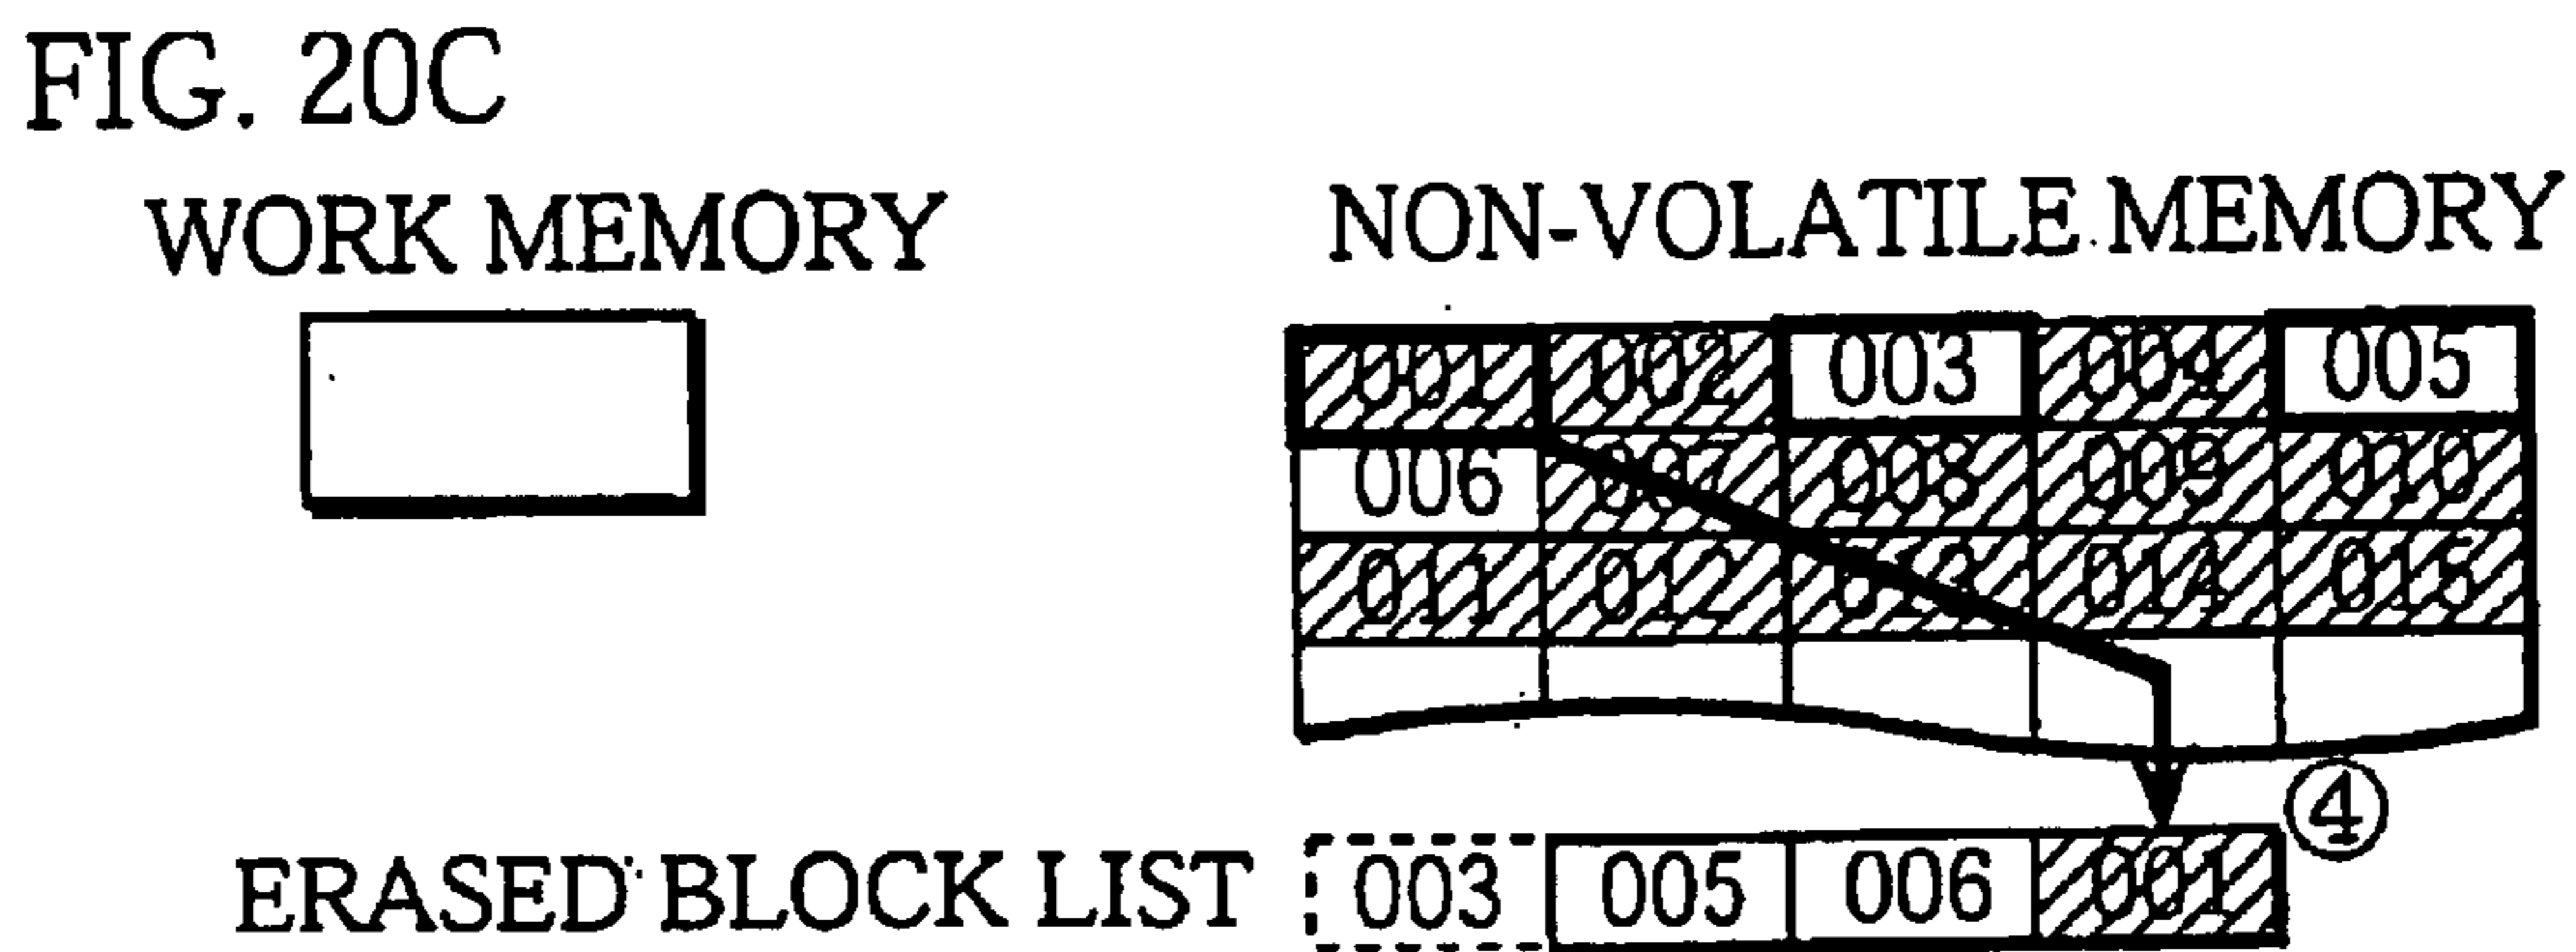 FIG. 20C
WORK MEMORY
NON-VOLATILE MEMORY
001 002 003 004 005
006 007 008 009 010
011 012 013 014 015
④
ERASED BLOCK LIST 003 005 006 001